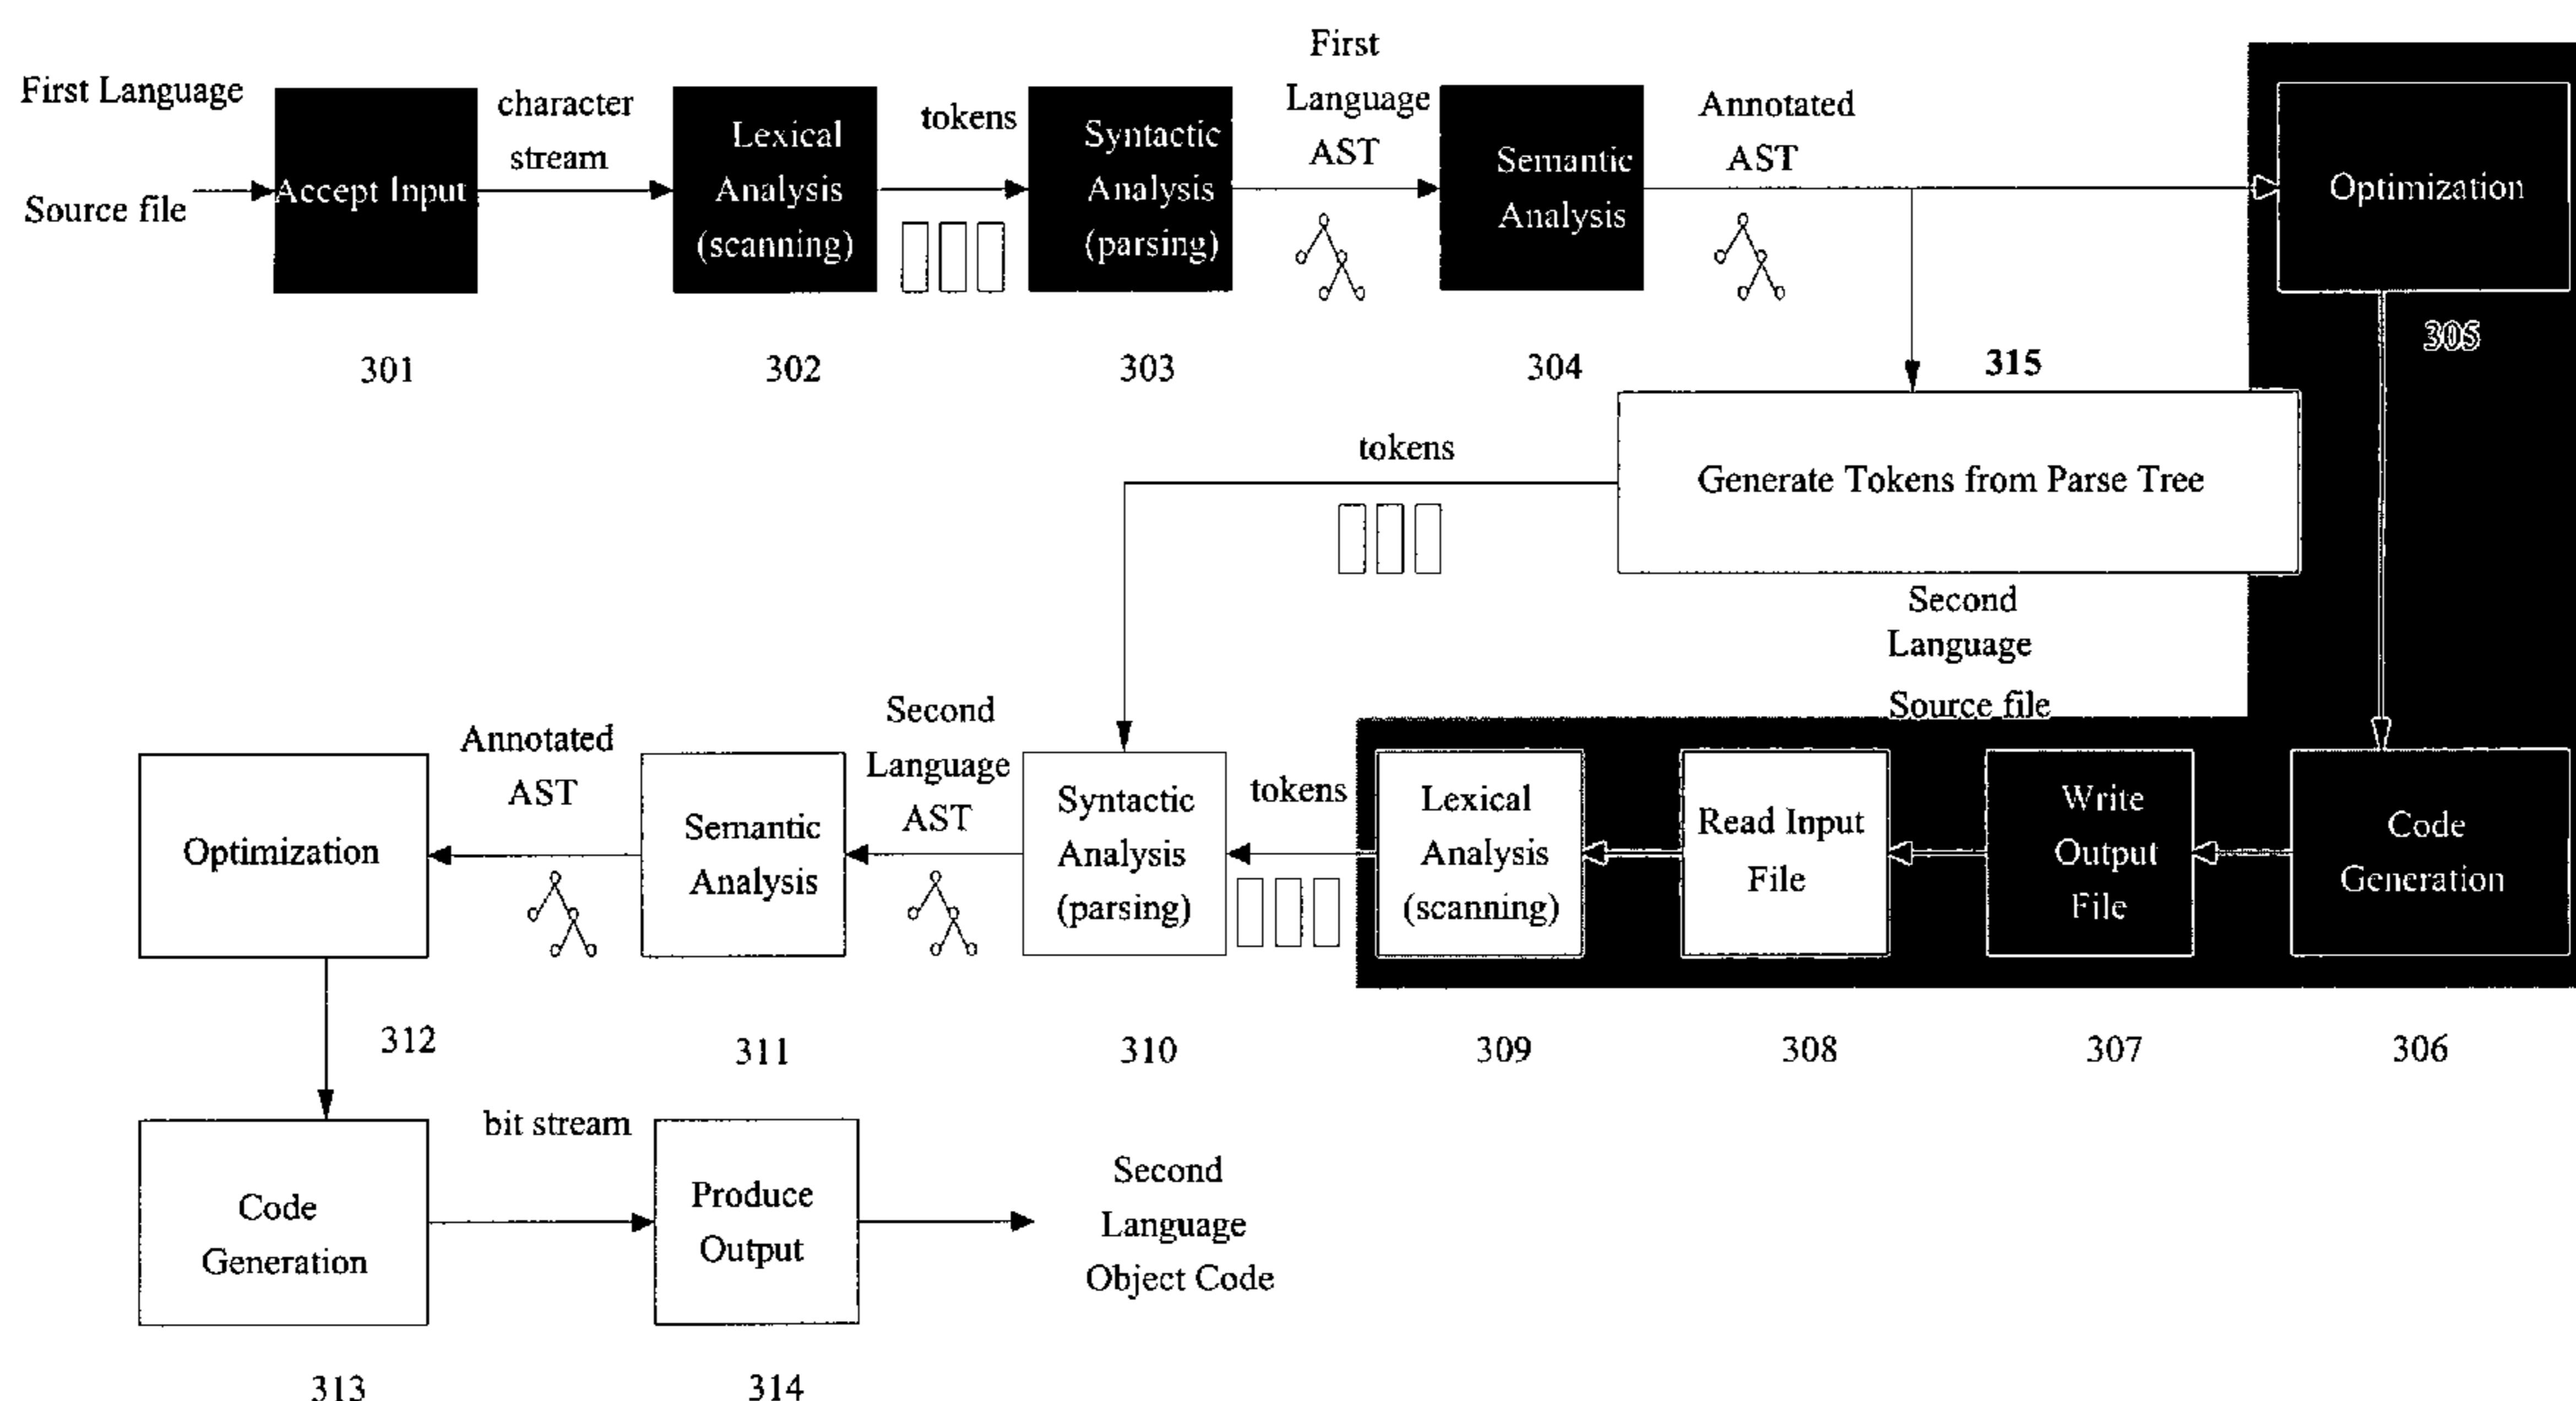 First Language
Source file
Accept Input
301
character
stream
Lexical
Analysis
(scanning)
302
tokens
Syntactic
Analysis
(parsing)
303
First
Language
AST
Semantic
Analysis
304
Annotated
AST
Optimization
305
315
Generate Tokens from Parse Tree
tokens
Second
Language
Source file
Code
Generation
306
Write
Output
File
307
Read Input
File
308
Lexical
Analysis
(scanning)
309
tokens
Syntactic
Analysis
(parsing)
310
Second
Language
AST
Semantic
Analysis
311
Annotated
AST
Optimization
312
Code
Generation
313
bit stream
Produce
Output
314
Second
Language
Object Code